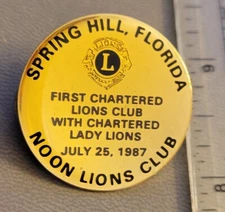 SPRING HILL, FLORIDA
LIONS
L
FIRST CHARTERED
LIONS CLUB
WITH CHARTERED
LADY LIONS
JULY 25, 1987
NOON LIONS CLUB